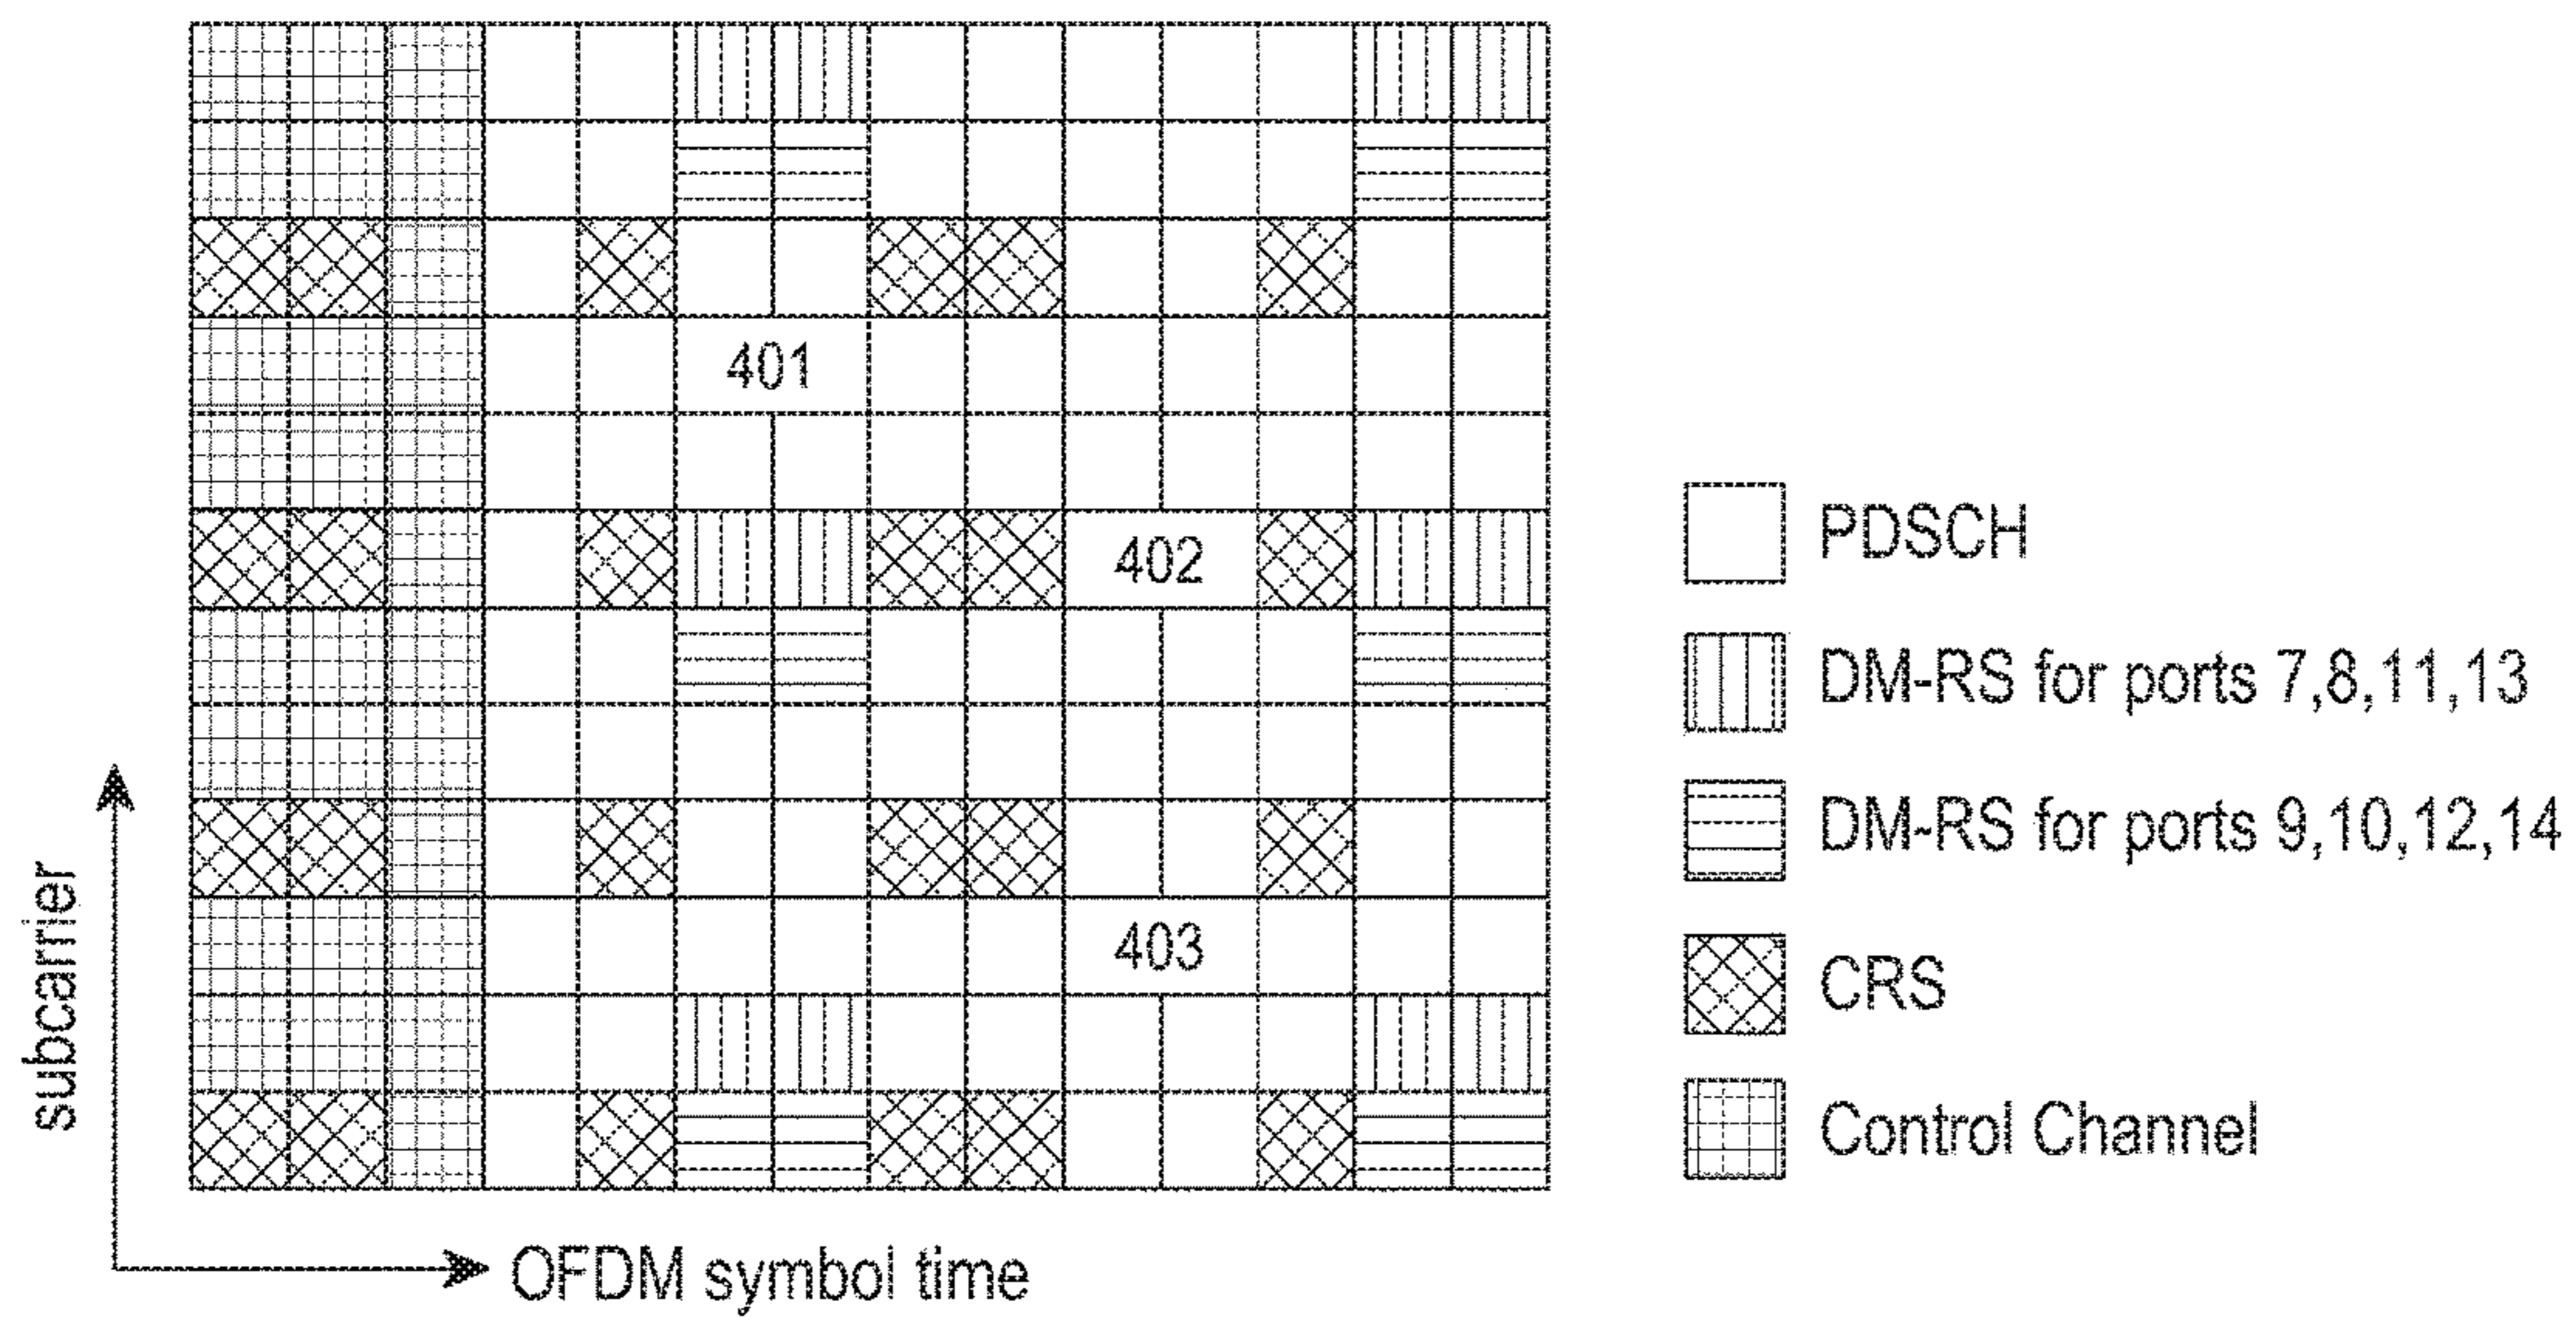 401
402
403
subcarrier
OFDM symbol time
PDSCH
DM-RS for ports 7,8,11,13
DM-RS for ports 9,10,12,14
CRS
Control Channel